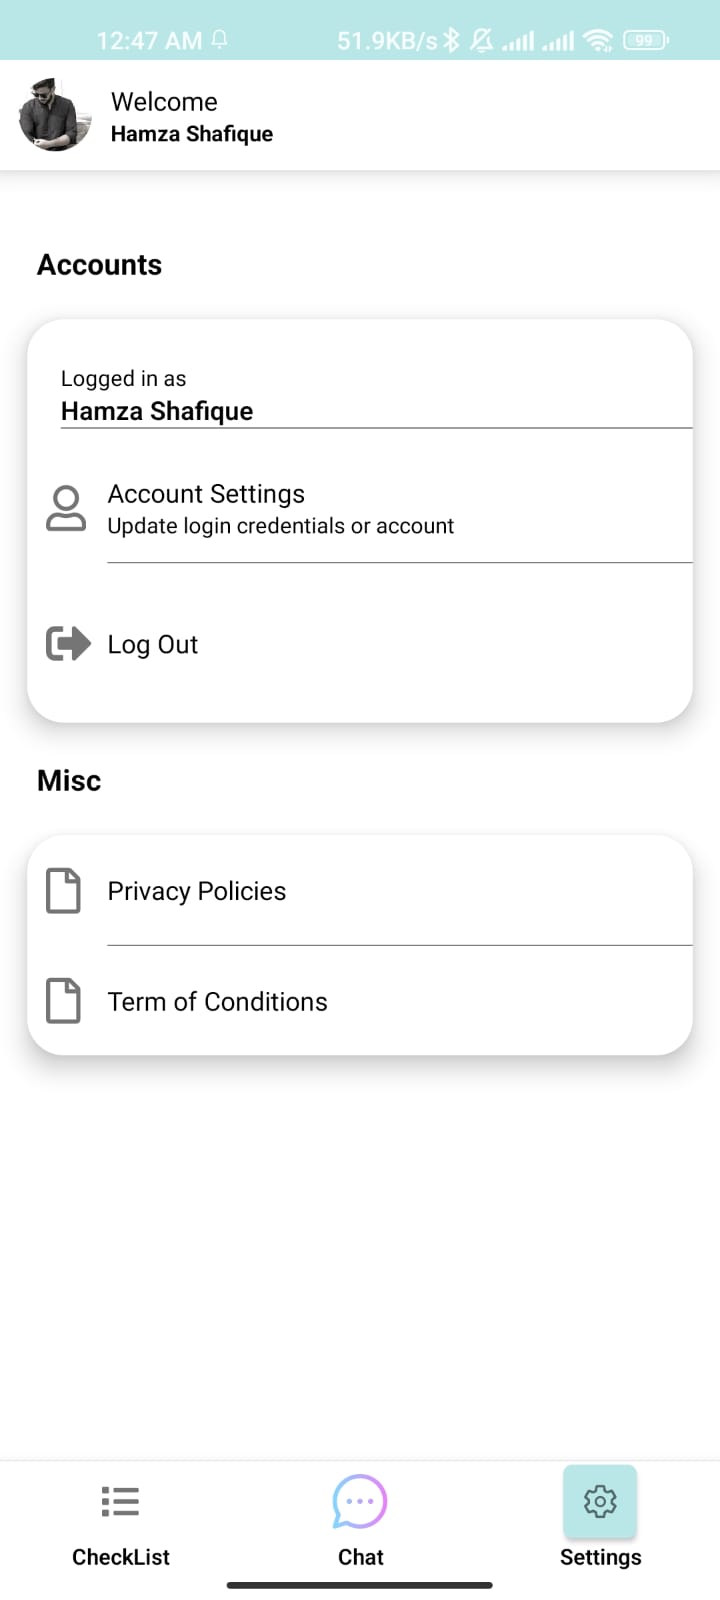 12:47 AM 51.9KB/s 99
Welcome
Hamza Shafique
Accounts
Logged in as
Hamza Shafique
Account Settings
Update login credentials or account
Log Out
Misc
Privacy Policies
Term of Conditions
CheckList Chat Settings